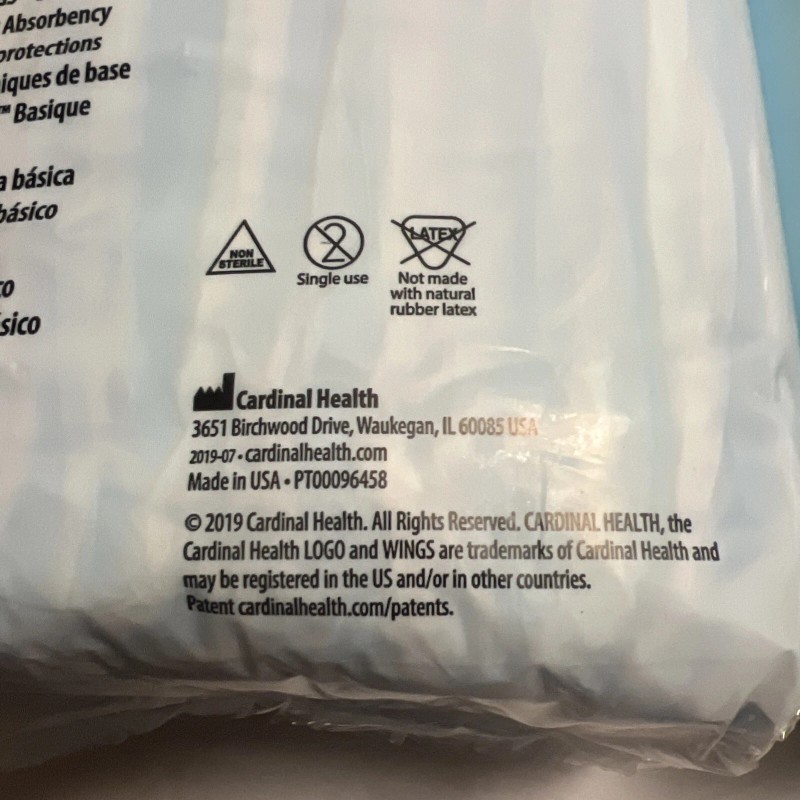 Absorbency
protections
iques de base
™ Basique
a básica
básico
sico
NON
STERILE
2
Single use
LATEX
Not made
with natural
rubber latex
Cardinal Health
3651 Birchwood Drive, Waukegan, IL 60085 USA
2019-07 • cardinalhealth.com
Made in USA • PT00096458
© 2019 Cardinal Health. All Rights Reserved. CARDINAL HEALTH, the
Cardinal Health LOGO and WINGS are trademarks of Cardinal Health and
may be registered in the US and/or in other countries.
Patent cardinalhealth.com/patents.